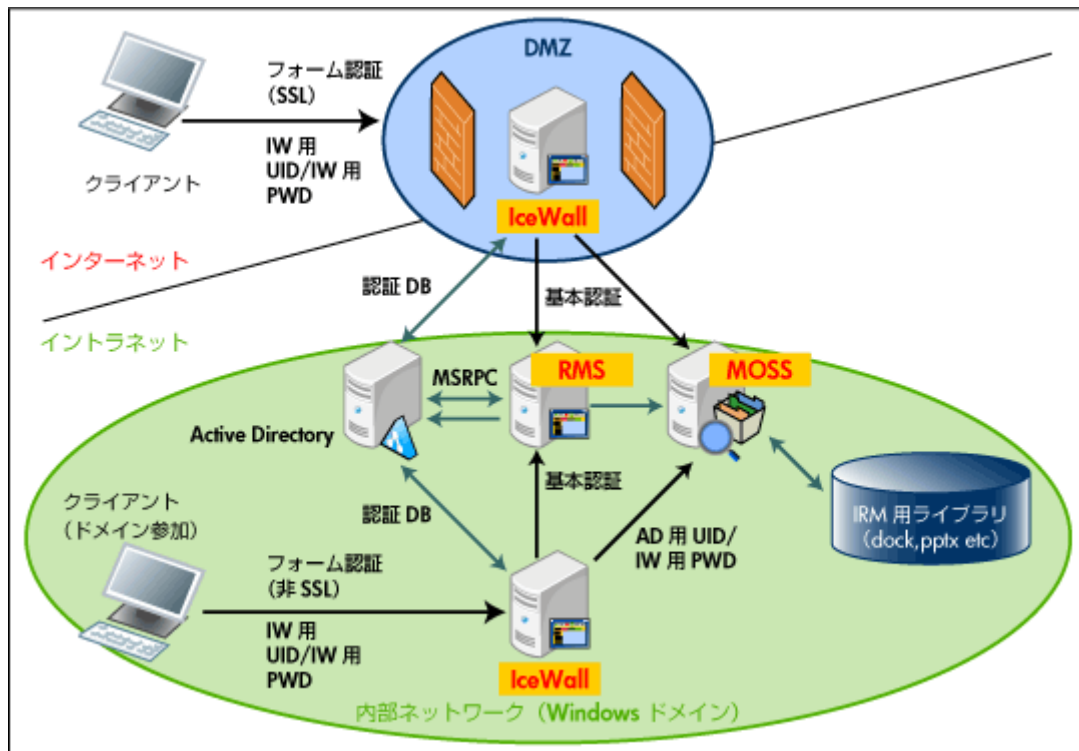 DMZ
フォーム認証
（SSL）
IW 用
UID/IW 用
PWD
クライアント
IceWall
インターネット
認証 DB
基本認証
イントラネット
MSRPC
RMS
MOSS
Active Directory
クライアント
（ドメイン参加）
認証 DB
基本認証
AD 用 UID/
IW 用 PWD
IRM 用ライブラリ
（dock,pptx etc）
フォーム認証
（非 SSL）
IW 用
UID/IW 用
PWD
IceWall
内部ネットワーク（Windows ドメイン）